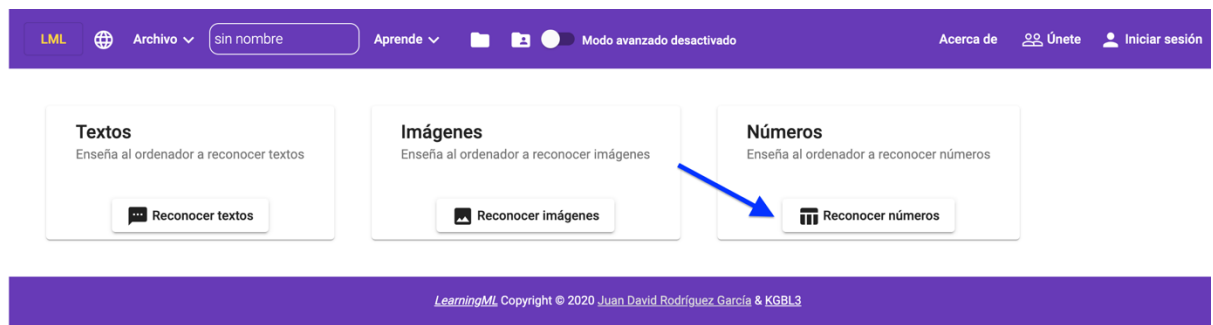 LML Archivo sin nombre Aprende Modo avanzado desactivado Acerca de Únete Iniciar sesión
Textos
Enseña al ordenador a reconocer textos
Reconocer textos
Imágenes
Enseña al ordenador a reconocer imágenes
Reconocer imágenes
Números
Enseña al ordenador a reconocer números
Reconocer números
LearningML Copyright © 2020 Juan David Rodríguez García & KGBL3